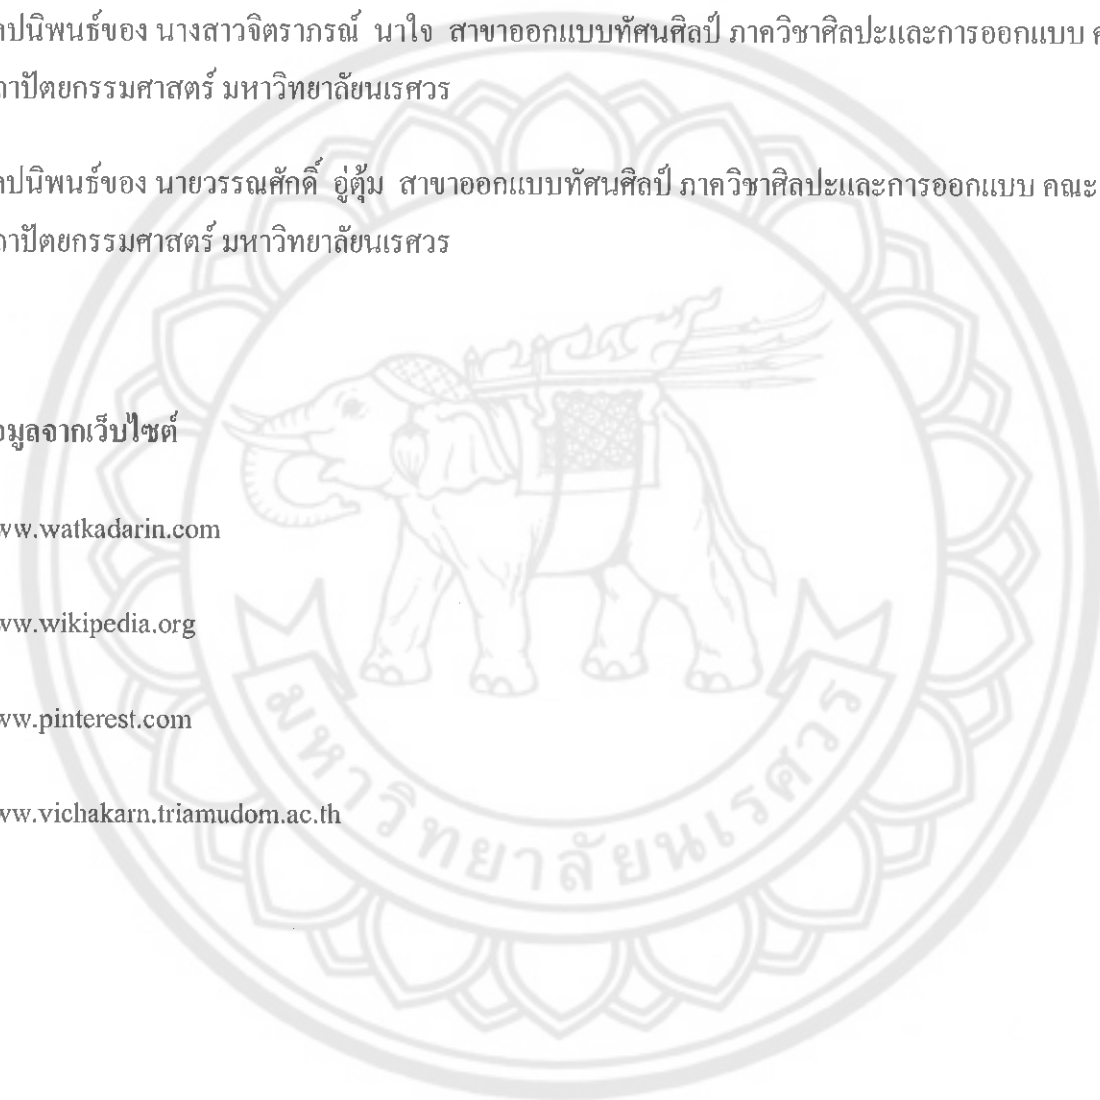 ลปนิพนธ์ของ นางสาวจิตราภรณ์ นาใจ สาขาออกแบบทัศนศิลป์ ภาควิชาศิลปะและการออกแบบ ค
ถาปัตยกรรมศาสตร์ มหาวิทยาลัยนเรศวร
ลปนิพนธ์ของ นายวรรณศักดิ์ อู่ตุ้ม สาขาออกแบบทัศนศิลป์ ภาควิชาศิลปะและการออกแบบ คณะ
ถาปัตยกรรมศาสตร์ มหาวิทยาลัยนเรศวร
อมูลจากเว็บไซต์
ww.watkadarin.com
ww.wikipedia.org
ww.pinterest.com
ww.vichakarn.triamudom.ac.th
มหาวิทยาลัยนเรศวร